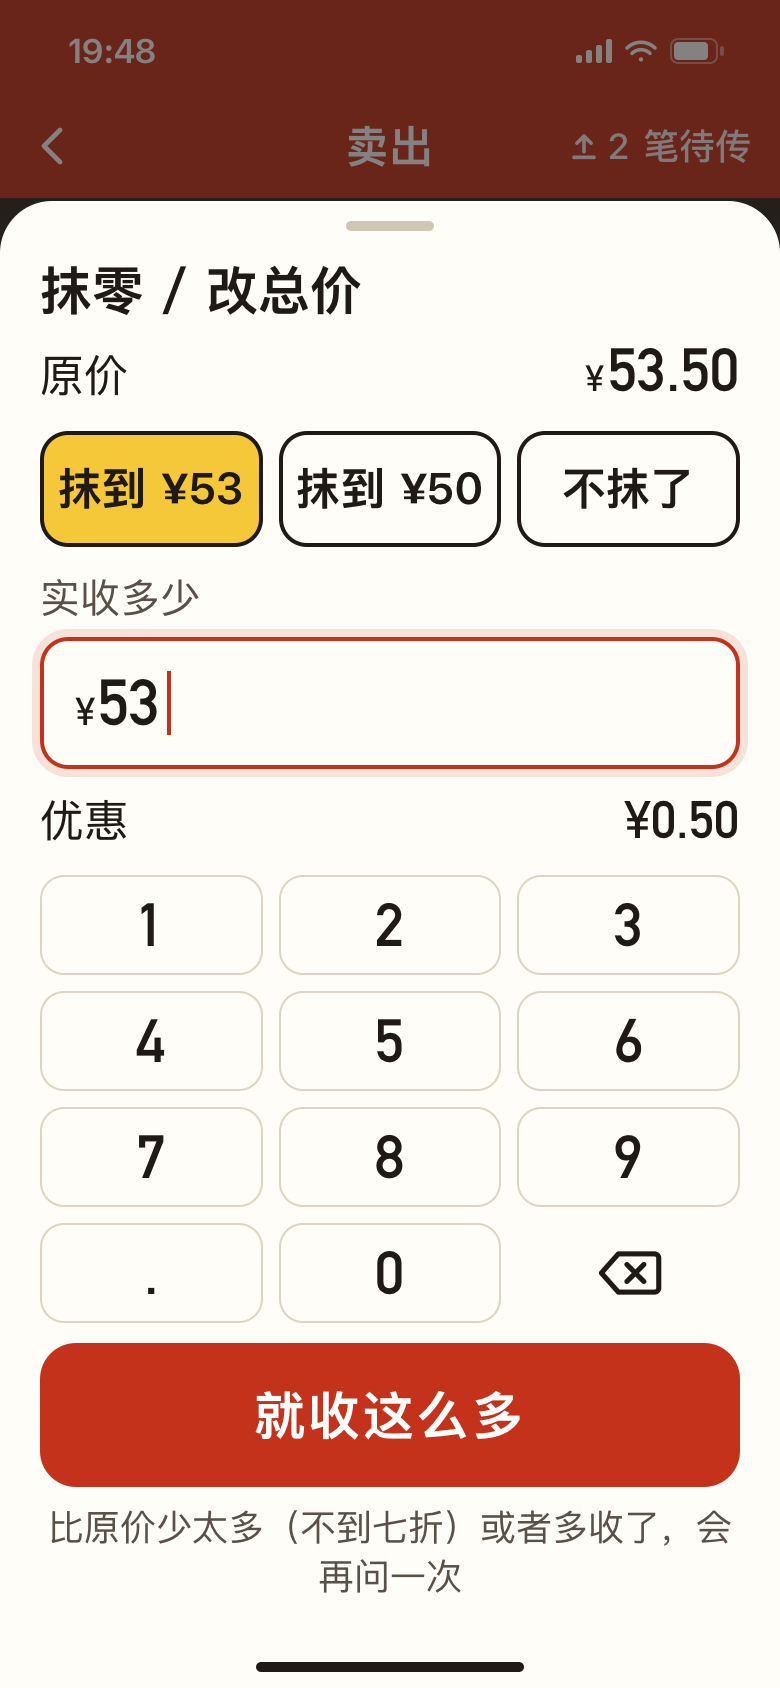 19:48
卖出
2 笔待传
抹零 / 改总价
原价
¥53.50
抹到 ¥53
抹到 ¥50
不抹了
实收多少
¥53
优惠
¥0.50
1
2
3
4
5
6
7
8
9
.
0
就收这么多
比原价少太多（不到七折）或者多收了，会
再问一次